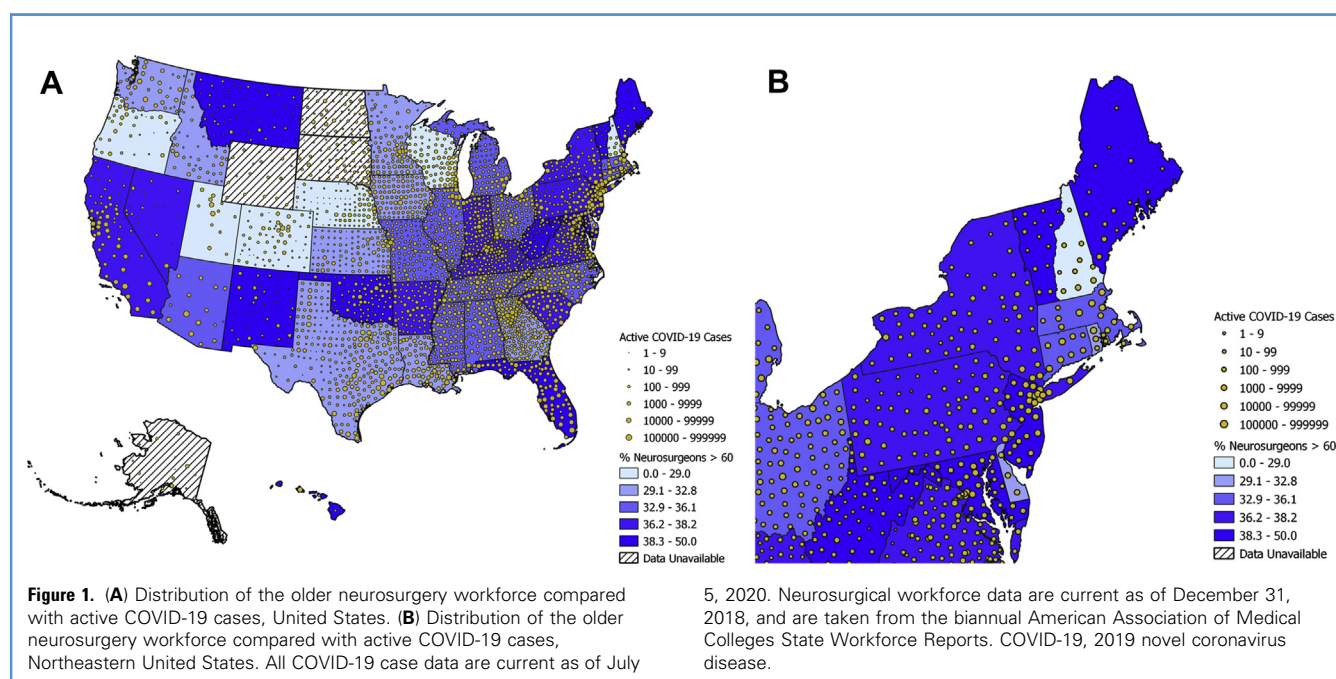 A
Active COVID-19 Cases
1 - 9
10 - 99
100 - 999
1000 - 9999
10000 - 99999
100000 - 999999
% Neurosurgeons > 60
0.0 - 29.0
29.1 - 32.8
32.9 - 36.1
36.2 - 38.2
38.3 - 50.0
Data Unavailable
B
Active COVID-19 Cases
1 - 9
10 - 99
100 - 999
1000 - 9999
10000 - 99999
100000 - 999999
% Neurosurgeons > 60
0.0 - 29.0
29.1 - 32.8
32.9 - 36.1
36.2 - 38.2
38.3 - 50.0
Data Unavailable
Figure 1. (A) Distribution of the older neurosurgery workforce compared
with active COVID-19 cases, United States. (B) Distribution of the older
neurosurgery workforce compared with active COVID-19 cases,
Northeastern United States. All COVID-19 case data are current as of July
5, 2020. Neurosurgical workforce data are current as of December 31,
2018, and are taken from the biannual American Association of Medical
Colleges State Workforce Reports. COVID-19, 2019 novel coronavirus
disease.